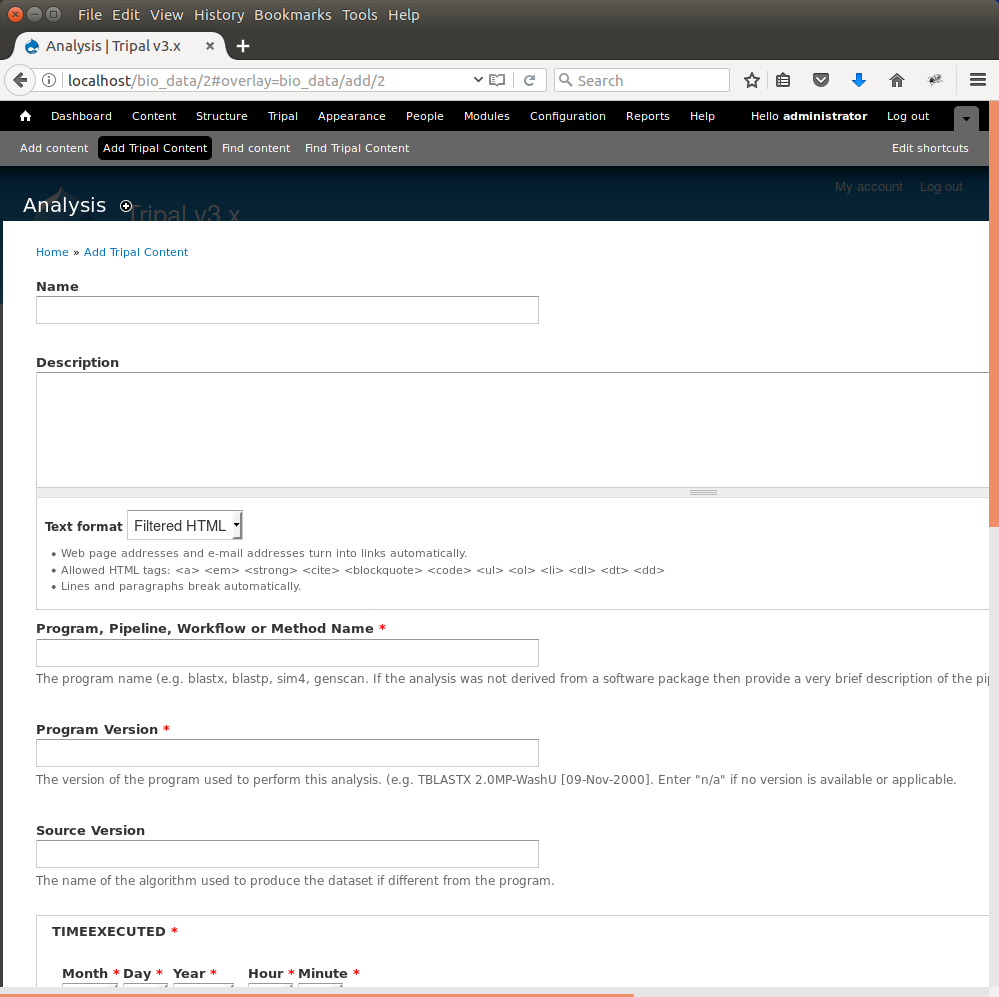 File Edit View History Bookmarks Tools Help
Analysis | Tripal v3.x
localhost/bio_data/2#overlay=bio_data/add/2
Search
Dashboard Content Structure Tripal Appearance People Modules Configuration Reports Help Hello administrator Log out
Add content Add Tripal Content Find content Find Tripal Content Edit shortcuts
My account Log out
Analysis
Tripal v3.x
Home » Add Tripal Content
Name
Description
Text format Filtered HTML
• Web page addresses and e-mail addresses turn into links automatically.
• Allowed HTML tags: <a> <em> <strong> <cite> <blockquote> <code> <ul> <ol> <li> <dl> <dt> <dd>
• Lines and paragraphs break automatically.
Program, Pipeline, Workflow or Method Name *
The program name (e.g. blastx, blastp, sim4, genscan. If the analysis was not derived from a software package then provide a very brief description of the
Program Version *
The version of the program used to perform this analysis. (e.g. TBLASTX 2.0MP-WashU [09-Nov-2000]. Enter "n/a" if no version is available or applicable.
Source Version
The name of the algorithm used to produce the dataset if different from the program.
TIMEEXECUTED *
Month * Day * Year * Hour * Minute *